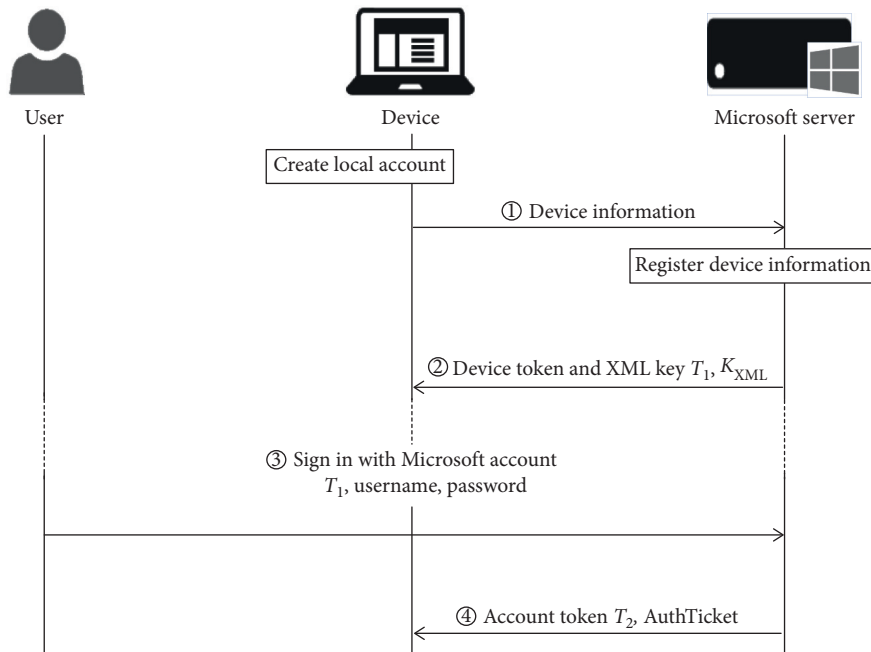 User
Device
Microsoft server
Create local account
① Device information
Register device information
② Device token and XML key T₁, K_XML
③ Sign in with Microsoft account
T₁, username, password
④ Account token T₂, AuthTicket